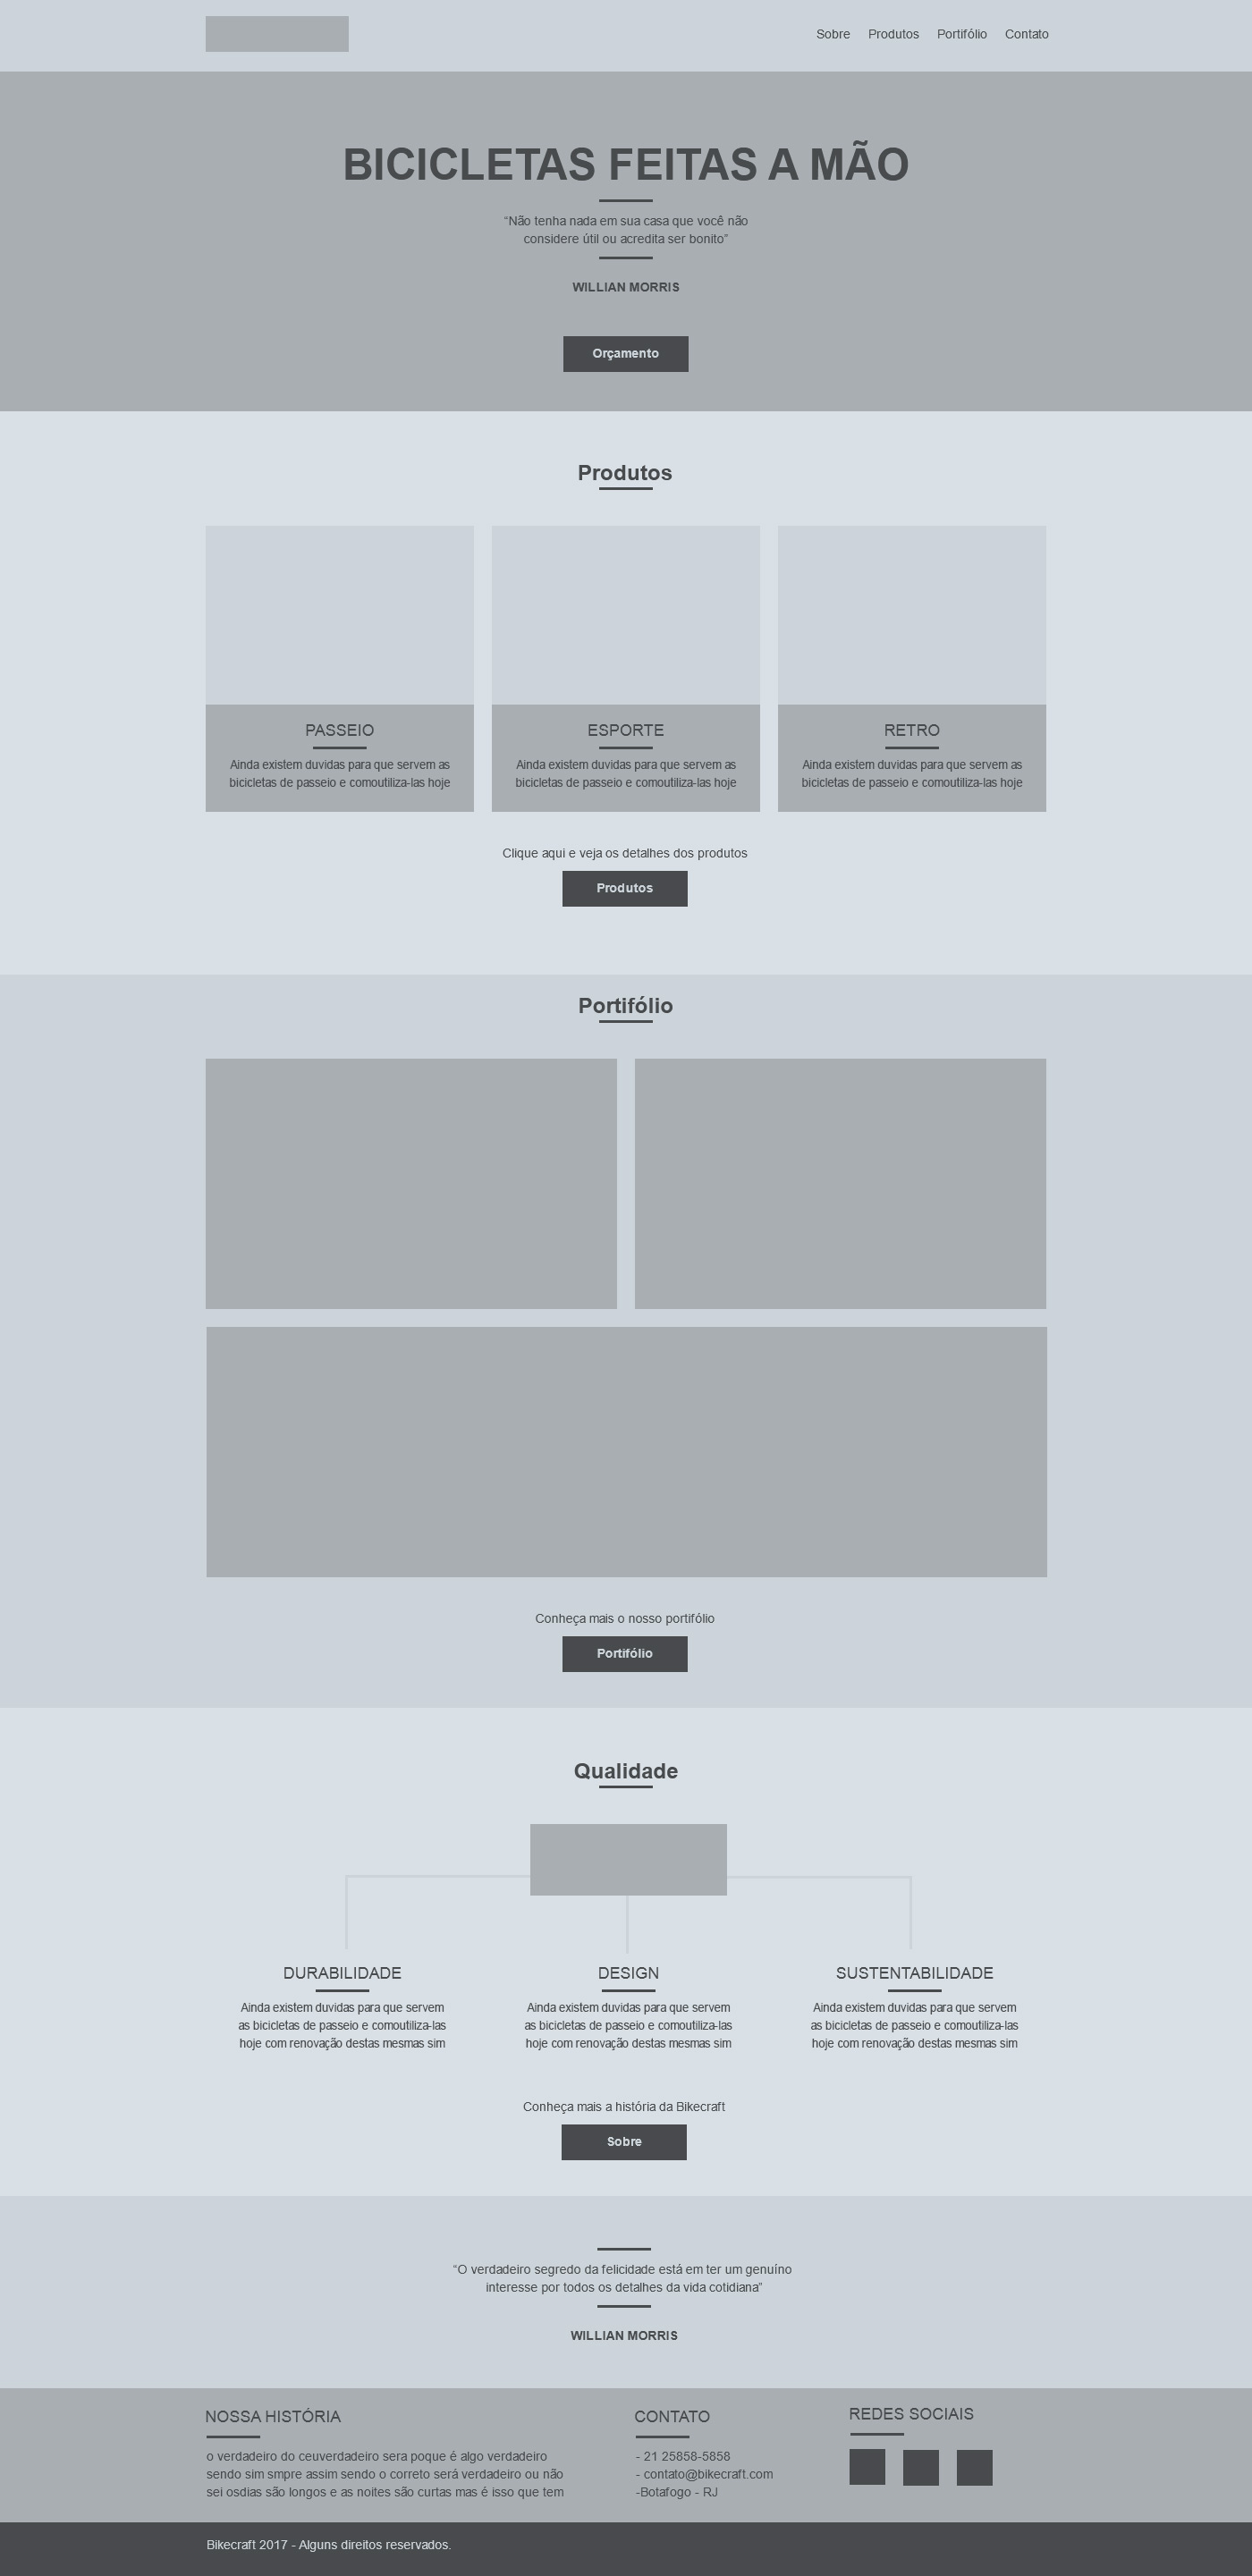 Sobre Produtos Portifólio Contato
BICICLETAS FEITAS A MÃO
“Não tenha nada em sua casa que você não
considere útil ou acredita ser bonito”
WILLIAN MORRIS
Orçamento
Produtos
PASSEIO
Ainda existem duvidas para que servem as
bicicletas de passeio e comoutiliza-las hoje
ESPORTE
Ainda existem duvidas para que servem as
bicicletas de passeio e comoutiliza-las hoje
RETRO
Ainda existem duvidas para que servem as
bicicletas de passeio e comoutiliza-las hoje
Clique aqui e veja os detalhes dos produtos
Produtos
Portifólio
Conheça mais o nosso portifólio
Portifólio
Qualidade
DURABILIDADE
Ainda existem duvidas para que servem
as bicicletas de passeio e comoutiliza-las
hoje com renovação destas mesmas sim
DESIGN
Ainda existem duvidas para que servem
as bicicletas de passeio e comoutiliza-las
hoje com renovação destas mesmas sim
SUSTENTABILIDADE
Ainda existem duvidas para que servem
as bicicletas de passeio e comoutiliza-las
hoje com renovação destas mesmas sim
Conheça mais a história da Bikecraft
Sobre
“O verdadeiro segredo da felicidade está em ter um genuíno
interesse por todos os detalhes da vida cotidiana”
WILLIAN MORRIS
NOSSA HISTÓRIA
o verdadeiro do ceuverdadeiro sera poque é algo verdadeiro
sendo sim smpre assim sendo o correto será verdadeiro ou não
sei osdias são longos e as noites são curtas mas é isso que tem
CONTATO
- 21 25858-5858
- contato@bikecraft.com
-Botafogo - RJ
REDES SOCIAIS
Bikecraft 2017 - Alguns direitos reservados.